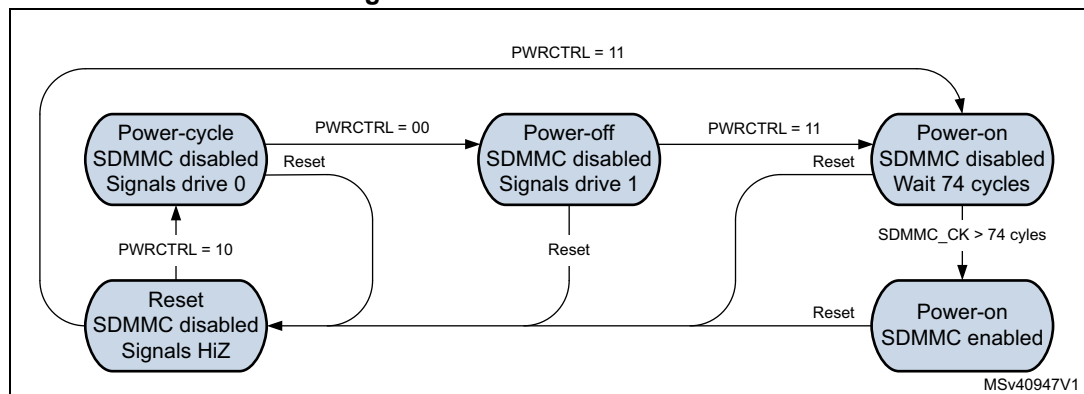 PWRCTRL = 11
Power-cycle
SDMMC disabled
Signals drive 0
PWRCTRL = 00
Reset
Power-off
SDMMC disabled
Signals drive 1
PWRCTRL = 11
Reset
Power-on
SDMMC disabled
Wait 74 cycles
PWRCTRL = 10
Reset
SDMMC_CK > 74 cyles
Reset
SDMMC disabled
Signals HiZ
Reset
Power-on
SDMMC enabled
MSv40947V1